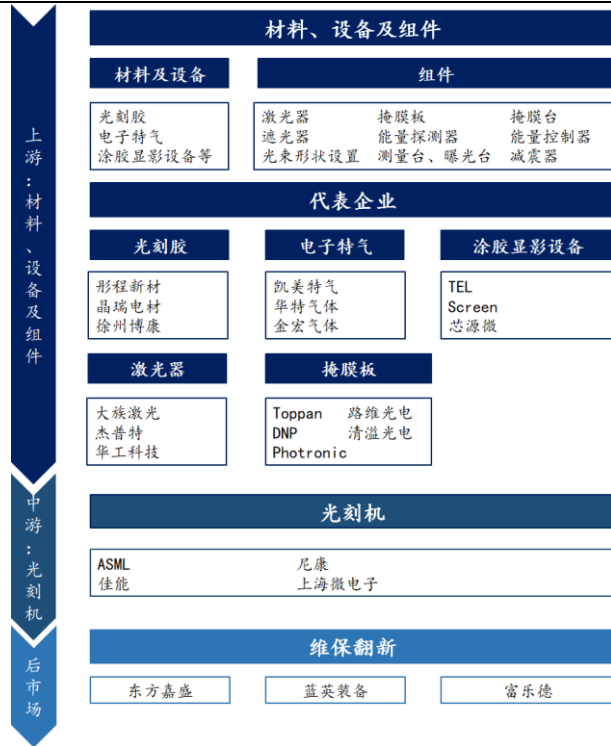 材料、设备及组件
材料及设备
组件
光刻胶
电子特气
涂胶显影设备等
激光器 掩膜板 掩膜台
遮光器 能量探测器 能量控制器
光束形状设置 测量台、曝光台 减震器
上游：材料、设备及组件
代表企业
光刻胶
电子特气
涂胶显影设备
彤程新材
晶瑞电材
徐州博康
凯美特气
华特气体
金宏气体
TEL
Screen
芯源微
激光器
掩膜板
大族激光
杰普特
华工科技
Toppan 路维光电
DNP 清溢光电
Photronic
中游：光刻机
光刻机
ASML 尼康
佳能 上海微电子
后市场
维保翻新
东方嘉盛
蓝英装备
富乐德